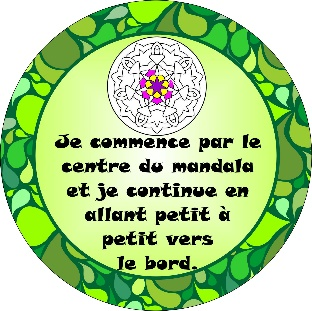 Je commence par le
centre du mandala
et je continue en
allant petit à
petit vers
le bord.